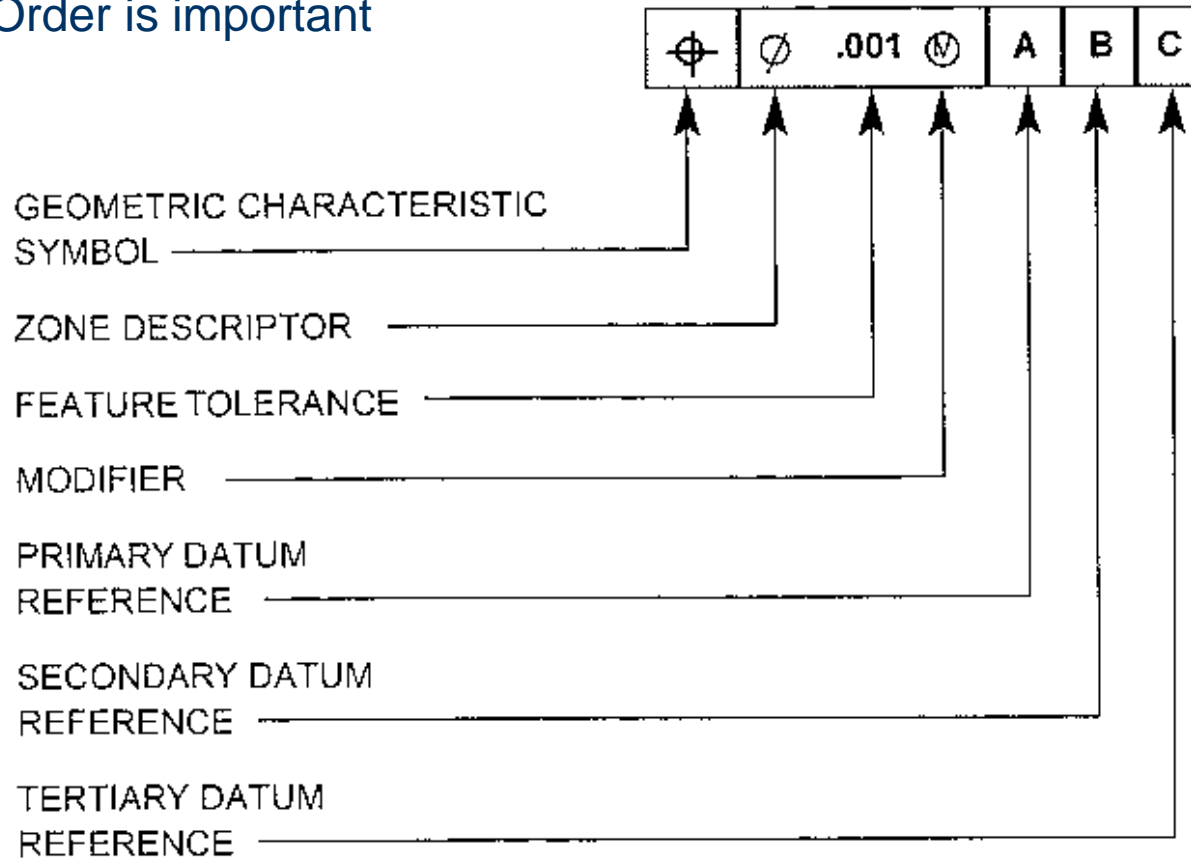 Order is important
⌖ ⌀ .001 Ⓜ A B C
GEOMETRIC CHARACTERISTIC
SYMBOL
ZONE DESCRIPTOR
FEATURE TOLERANCE
MODIFIER
PRIMARY DATUM
REFERENCE
SECONDARY DATUM
REFERENCE
TERTIARY DATUM
REFERENCE